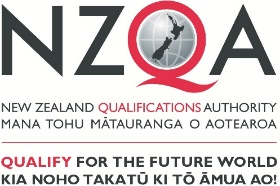 NZQA
NEW ZEALAND QUALIFICATIONS AUTHORITY
MANA TOHU MĀTAURANGA O AOTEAROA
QUALIFY FOR THE FUTURE WORLD
KIA NOHO TAKATŪ KI TŌ ĀMUA AO!